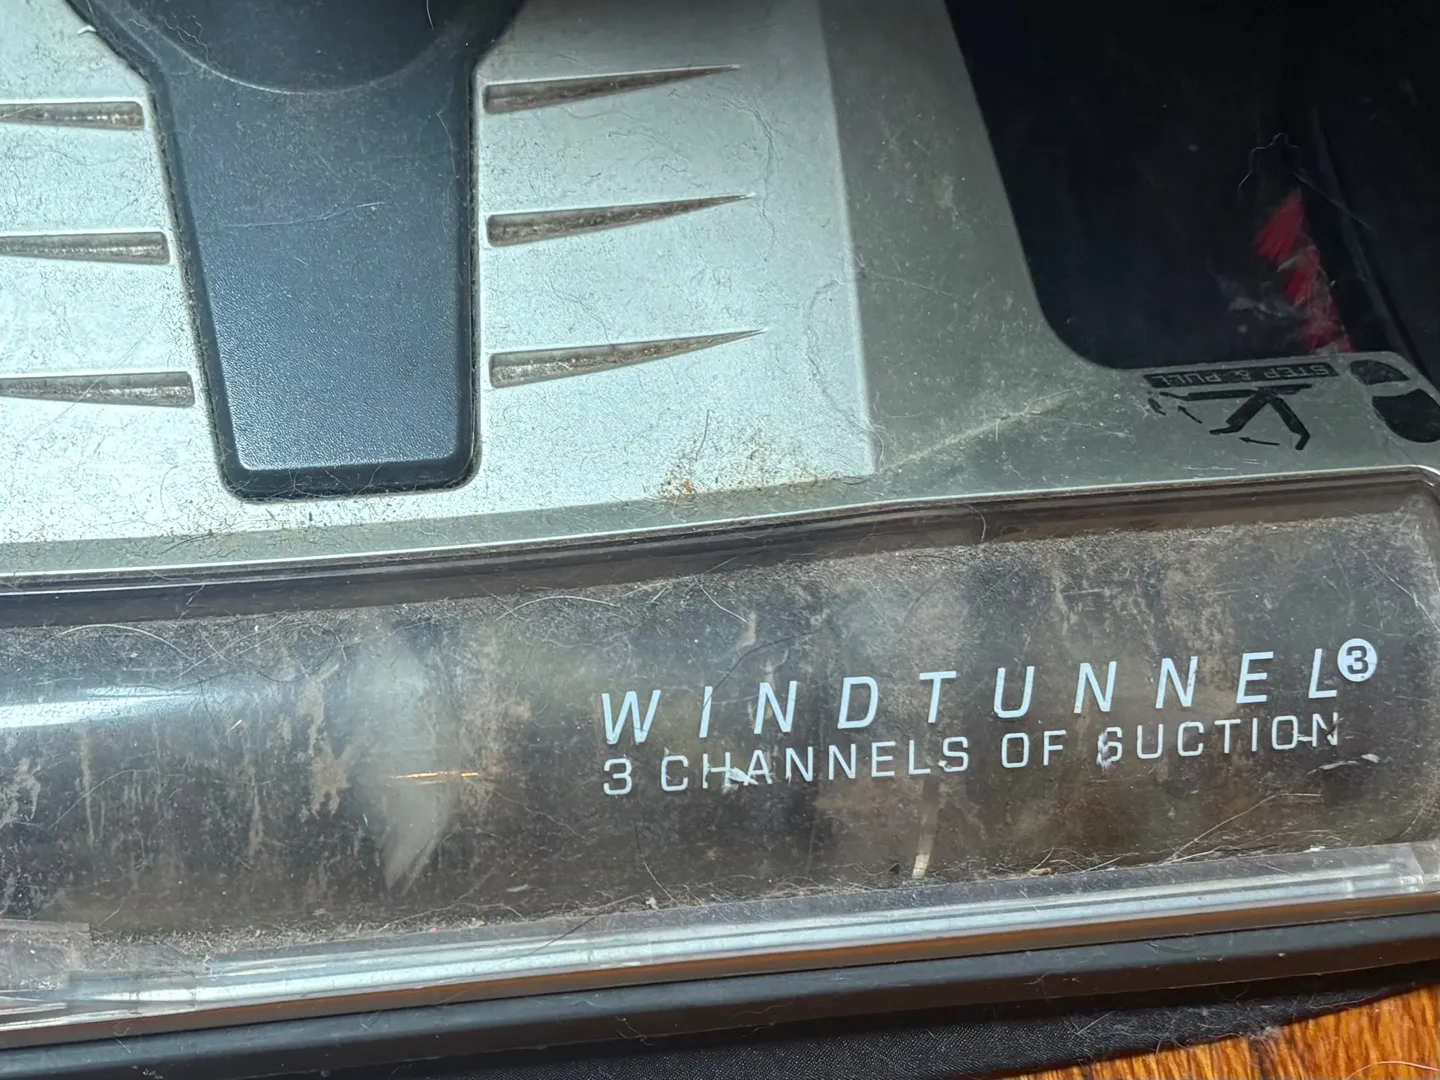 STEP & PULL
WINDTUNNEL3
3 CHANNELS OF SUCTION